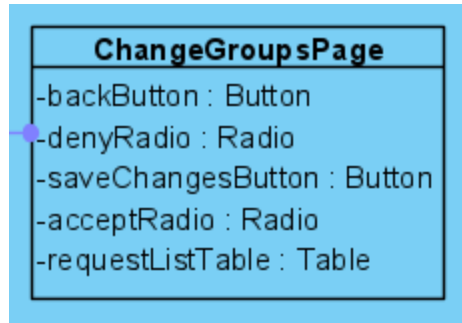 ChangeGroupsPage
-backButton : Button
-denyRadio : Radio
-saveChangesButton : Button
-acceptRadio : Radio
-requestListTable : Table